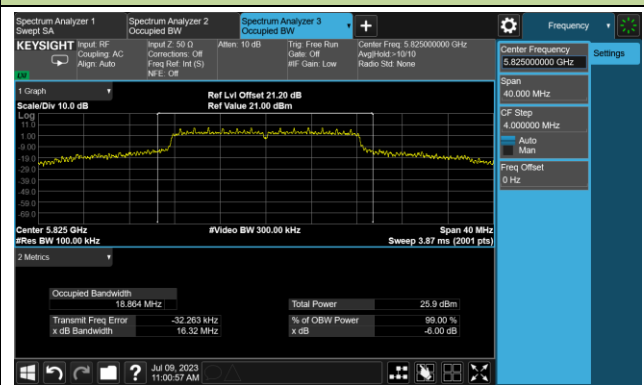 Spectrum Analyzer 1
Swept SA
Spectrum Analyzer 2
Occupied BW
Spectrum Analyzer 3
Occupied BW
Frequency
KEYSIGHT
Input: RF
Coupling: AC
Align: Auto
Input Z: 50 Ω
Corrections: Off
Freq Ref: Int (S)
NFE: Off
Atten: 10 dB
Trig: Free Run
Gate: Off
#IF Gain: Low
Center Freq: 5.825000000 GHz
Avg|Hold:>10/10
Radio Std: None
Center Frequency
5.825000000 GHz
Settings
Span
40.000 MHz
CF Step
4.000000 MHz
Auto
Man
Freq Offset
0 Hz
1 Graph
Scale/Div 10.0 dB
Ref Lvl Offset 21.20 dB
Ref Value 21.00 dBm
Log
11.0
1.00
-9.00
-19.0
-29.0
-39.0
-49.0
-59.0
-69.0
Center 5.825 GHz
#Res BW 100.00 kHz
#Video BW 300.00 kHz
Span 40 MHz
Sweep 3.87 ms (2001 pts)
2 Metrics
Occupied Bandwidth
18.864 MHz
Total Power 25.9 dBm
Transmit Freq Error -32.263 kHz
% of OBW Power 99.00 %
x dB Bandwidth 16.32 MHz
x dB -6.00 dB
Jul 09, 2023
11:00:57 AM